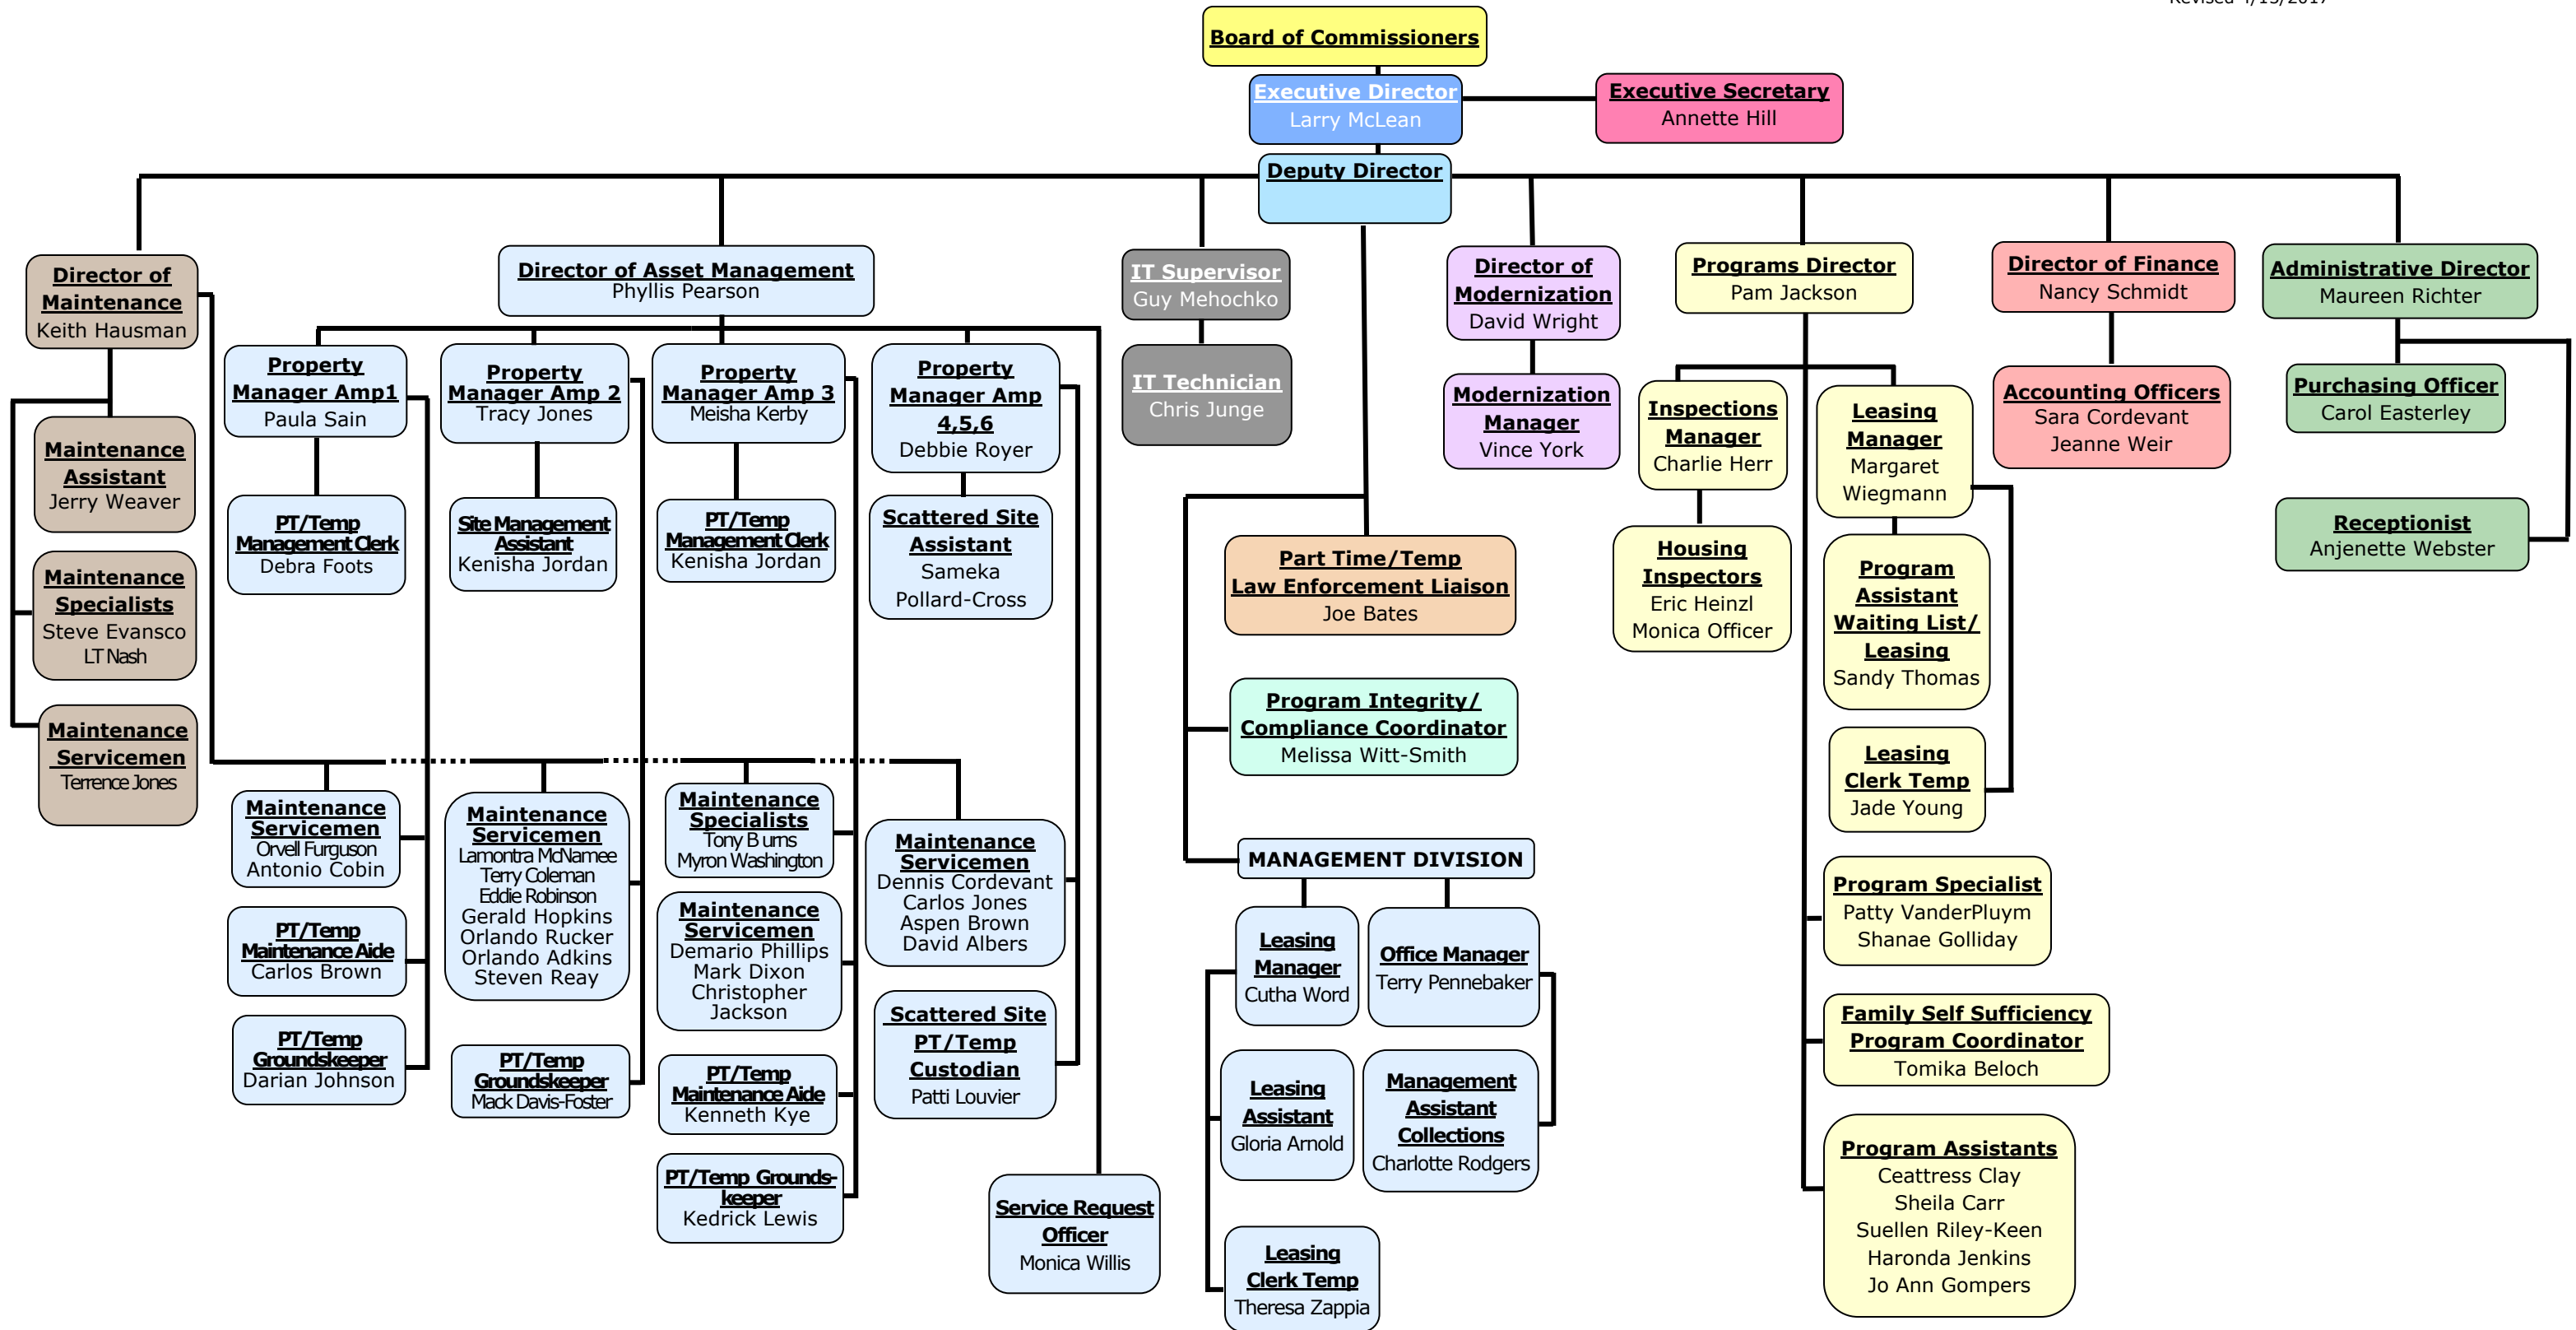 Revised 4/13/2017
Board of Commissioners
Executive Director
Larry McLean
Executive Secretary
Annette Hill
Deputy Director
Director of
Maintenance
Keith Hausman
Maintenance
Assistant
Jerry Weaver
Maintenance
Specialists
Steve Evansco
LT Nash
Maintenance
Servicemen
Terrence Jones
Director of Asset Management
Phyllis Pearson
Property
Manager Amp1
Paula Sain
PT/Temp
Management Clerk
Debra Foots
Maintenance
Servicemen
Orvell Furguson
Antonio Cobin
PT/Temp
Maintenance Aide
Carlos Brown
PT/Temp
Groundskeeper
Darian Johnson
Property
Manager Amp 2
Tracy Jones
Site Management
Assistant
Kenisha Jordan
Maintenance
Servicemen
Lamontra McNamee
Terry Coleman
Eddie Robinson
Gerald Hopkins
Orlando Rucker
Orlando Adkins
Steven Reay
PT/Temp
Groundskeeper
Mack Davis-Foster
Property
Manager Amp 3
Meisha Kerby
PT/Temp
Management Clerk
Kenisha Jordan
Maintenance
Specialists
Tony B urns
Myron Washington
Maintenance
Servicemen
Demario Phillips
Mark Dixon
Christopher
Jackson
PT/Temp
Maintenance Aide
Kenneth Kye
PT/Temp Grounds-
keeper
Kedrick Lewis
Property
Manager Amp
4,5,6
Debbie Royer
Scattered Site
Assistant
Sameka
Pollard-Cross
Maintenance
Servicemen
Dennis Cordevant
Carlos Jones
Aspen Brown
David Albers
Scattered Site
PT/Temp
Custodian
Patti Louvier
Service Request
Officer
Monica Willis
IT Supervisor
Guy Mehochko
IT Technician
Chris Junge
Part Time/Temp
Law Enforcement Liaison
Joe Bates
Program Integrity/
Compliance Coordinator
Melissa Witt-Smith
MANAGEMENT DIVISION
Leasing
Manager
Cutha Word
Leasing
Assistant
Gloria Arnold
Leasing
Clerk Temp
Theresa Zappia
Office Manager
Terry Pennebaker
Management
Assistant
Collections
Charlotte Rodgers
Director of
Modernization
David Wright
Modernization
Manager
Vince York
Programs Director
Pam Jackson
Inspections
Manager
Charlie Herr
Housing
Inspectors
Eric Heinzl
Monica Officer
Leasing
Manager
Margaret
Wiegmann
Program
Assistant
Waiting List/
Leasing
Sandy Thomas
Leasing
Clerk Temp
Jade Young
Program Specialist
Patty VanderPluym
Shanae Golliday
Family Self Sufficiency
Program Coordinator
Tomika Beloch
Program Assistants
Ceattress Clay
Sheila Carr
Suellen Riley-Keen
Haronda Jenkins
Jo Ann Gompers
Director of Finance
Nancy Schmidt
Accounting Officers
Sara Cordevant
Jeanne Weir
Administrative Director
Maureen Richter
Purchasing Officer
Carol Easterley
Receptionist
Anjenette Webster